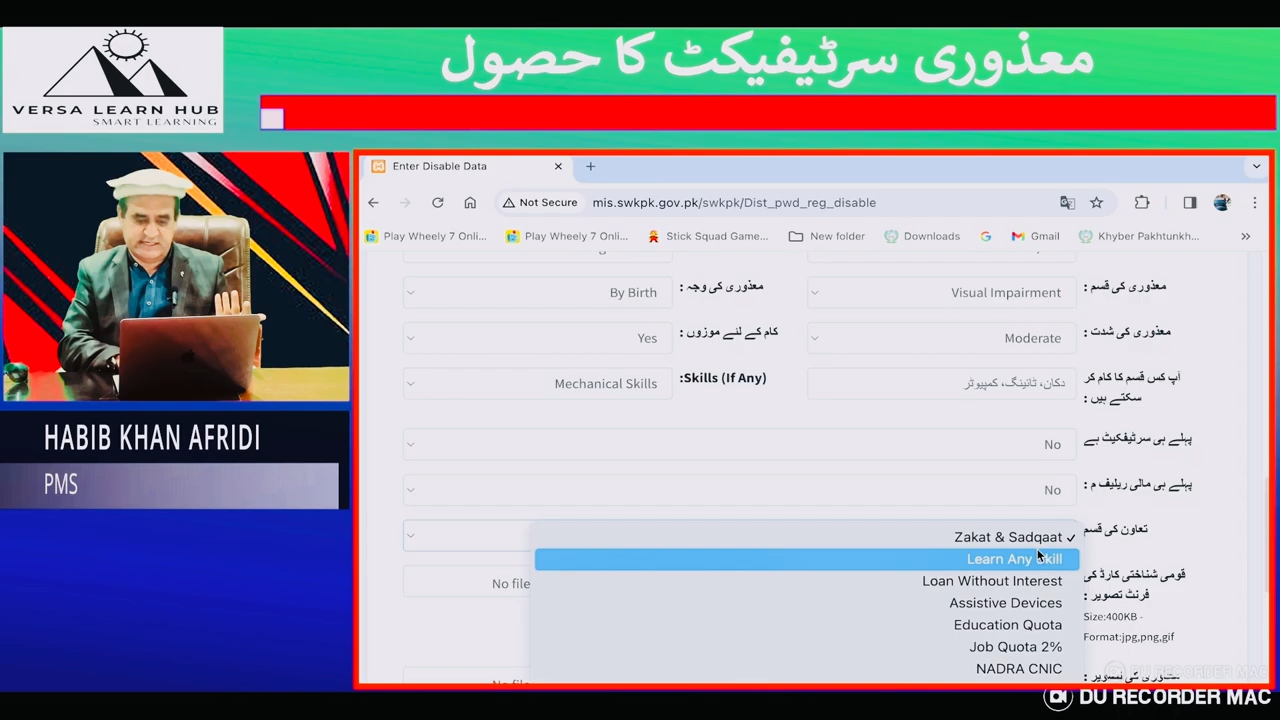 معذوری سرٹیفیکٹ کا حصول
VERSA LEARN HUB
SMART LEARNING
HABIB KHAN AFRIDI
PMS
Enter Disable Data
Not Secure
mis.swkpk.gov.pk/swkpk/Dist_pwd_reg_disable
Play Wheely 7 Onli...
Play Wheely 7 Onli...
Stick Squad Game...
New folder
Downloads
Gmail
Khyber Pakhtunkh...
معذوری کی قسم :
Visual Impairment
معذوری کی وجہ :
By Birth
معذوری کی شدت :
Moderate
کام کے لئے موزوں :
Yes
آپ کس قسم کا کام کر
سکتے ہیں :
دکان، ٹائپنگ، کمپیوٹر
Skills (If Any):
Mechanical Skills
پہلے ہی سرٹیفکیٹ ہے
No
پہلے ہی مالی ریلیف م :
No
تعاون کی قسم
Zakat & Sadqaat
Learn Any Skill
Loan Without Interest
Assistive Devices
Education Quota
Job Quota 2%
NADRA CNIC
قومی شناختی کارڈ کی
فرنٹ تصویر :
Size:400KB -
Format:jpg,png,gif
No file
No file
DU RECORDER MAC
DU RECORDER MAC